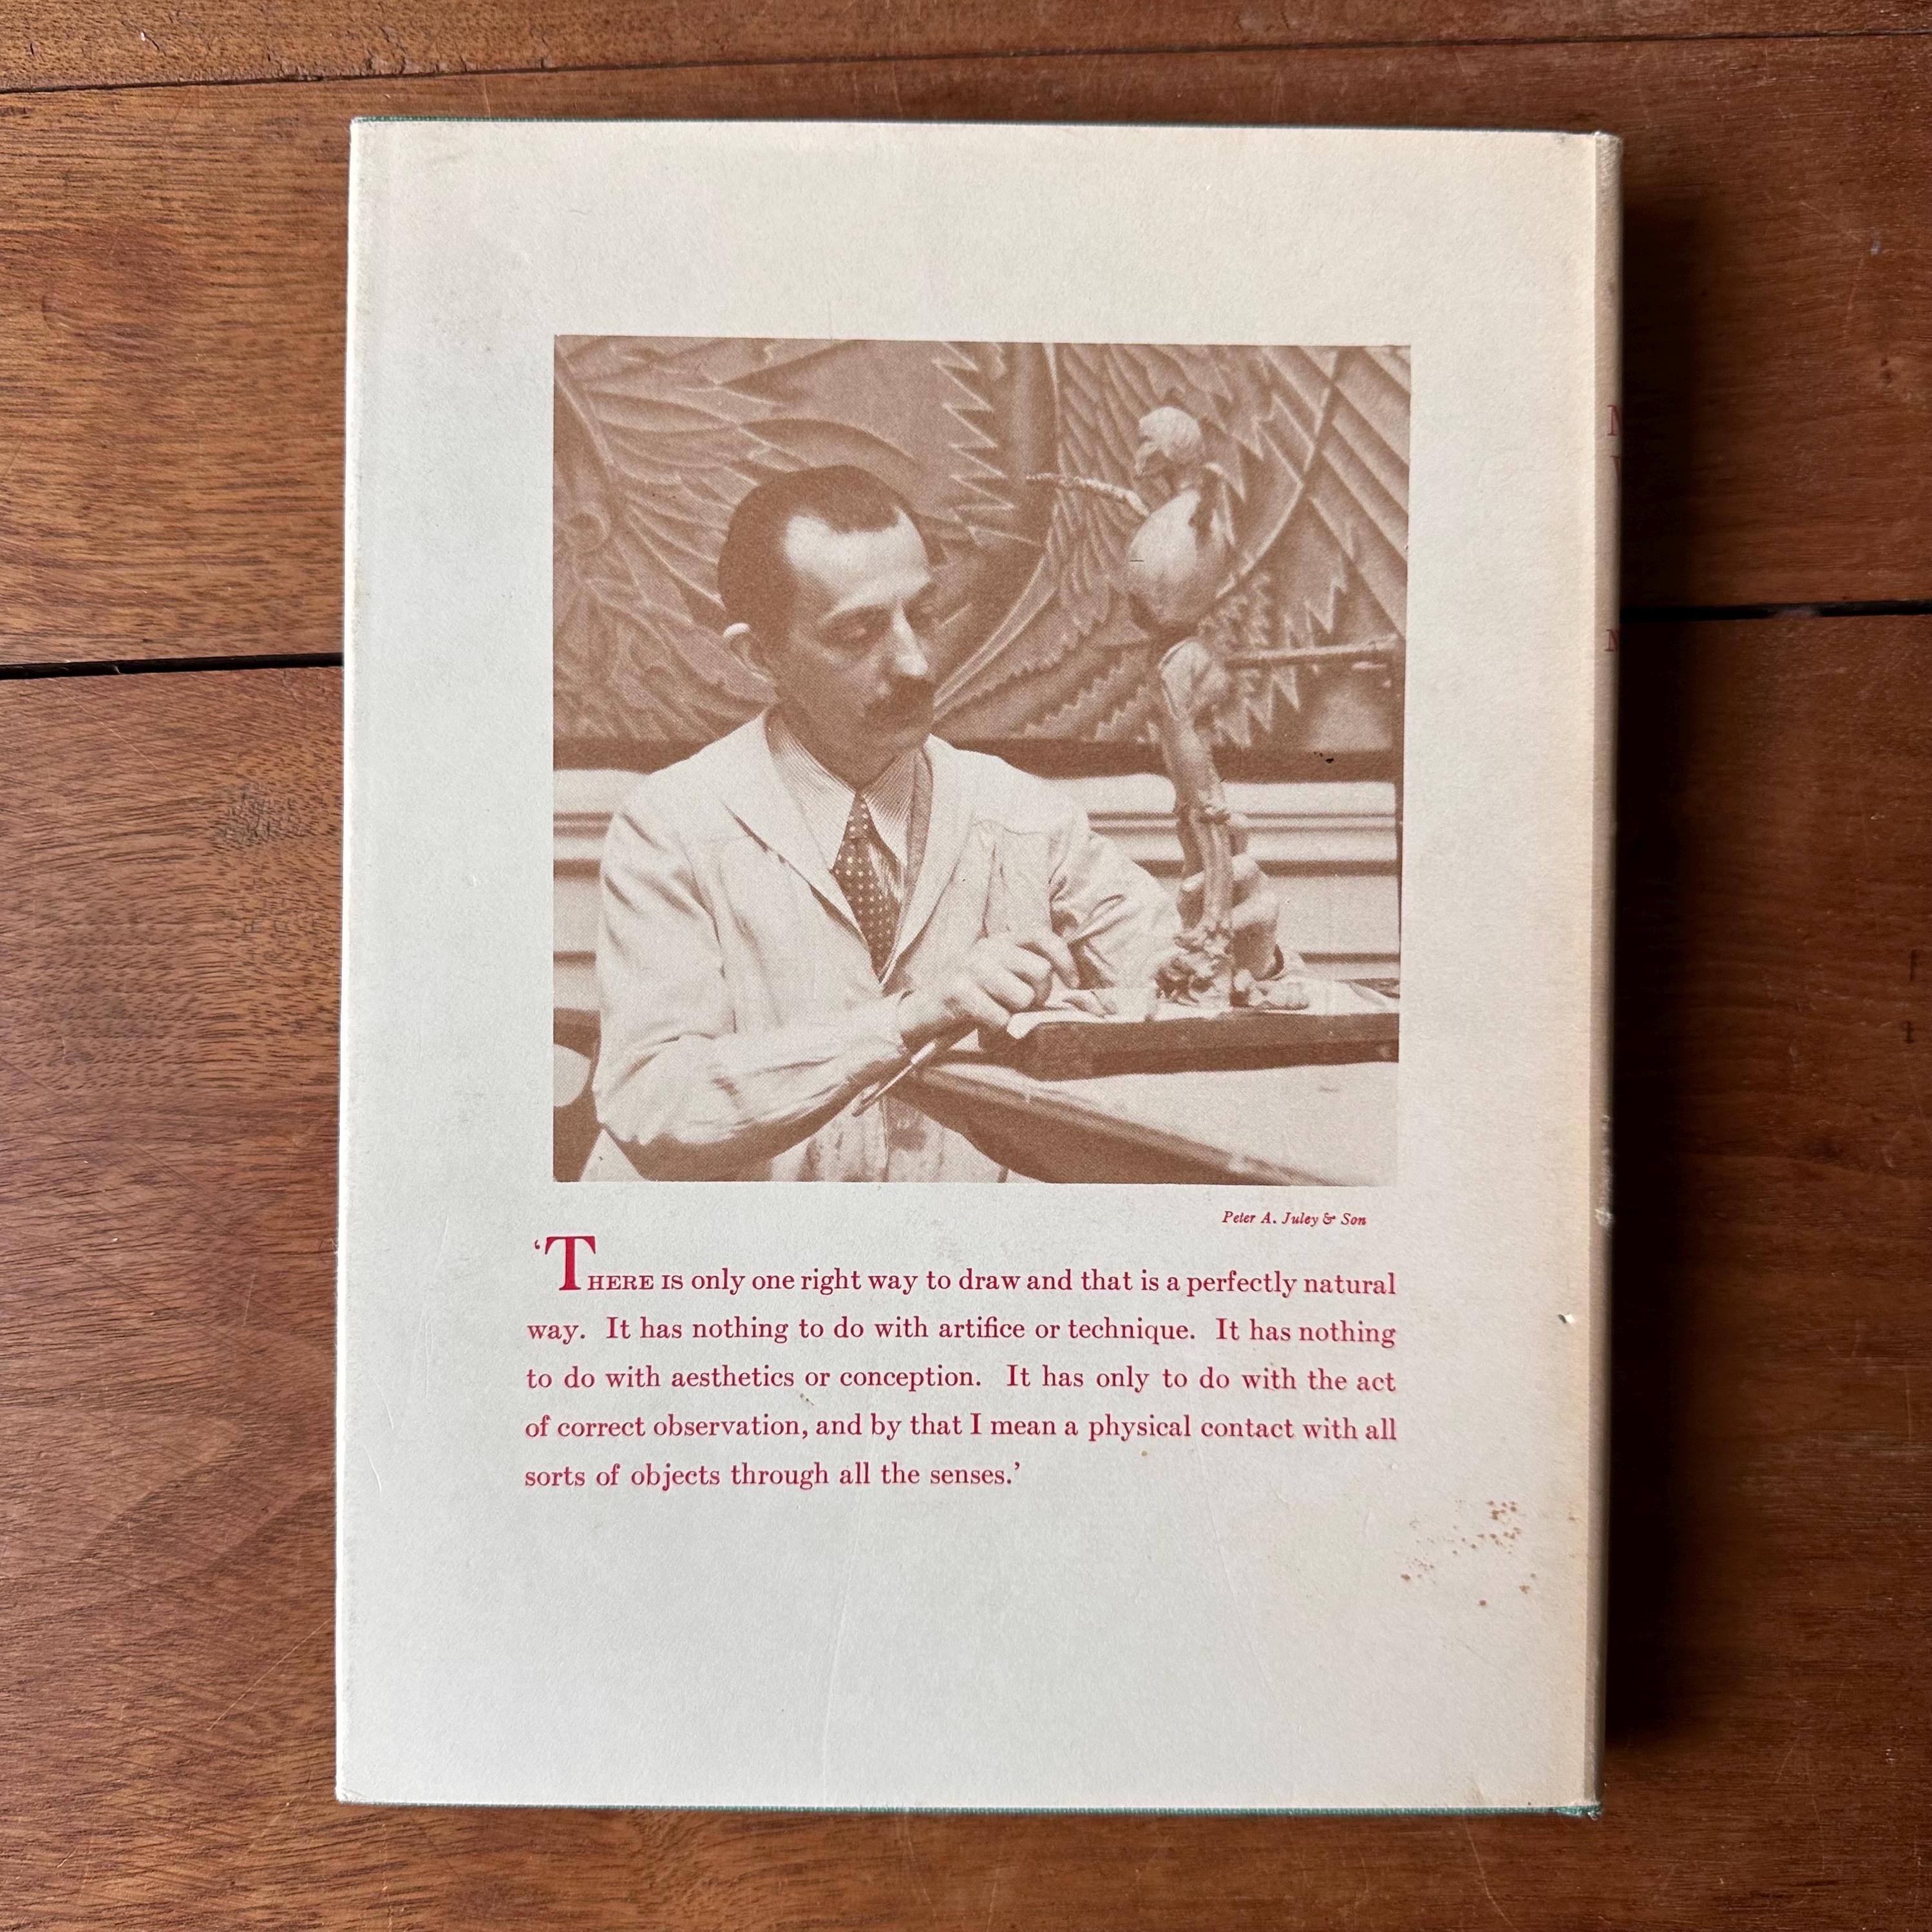 Peter A. Juley & Son
‘THERE IS only one right way to draw and that is a perfectly natural
way. It has nothing to do with artifice or technique. It has nothing
to do with aesthetics or conception. It has only to do with the act
of correct observation, and by that I mean a physical contact with all
sorts of objects through all the senses.’